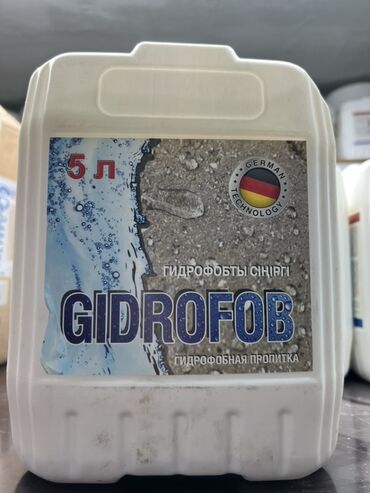 5 л
GERMAN TECHNOLOGY
ГИДРОФОБТЫ СІҢІРГІ
GIDROFOB
ГИДРОФОБНАЯ ПРОПИТКА